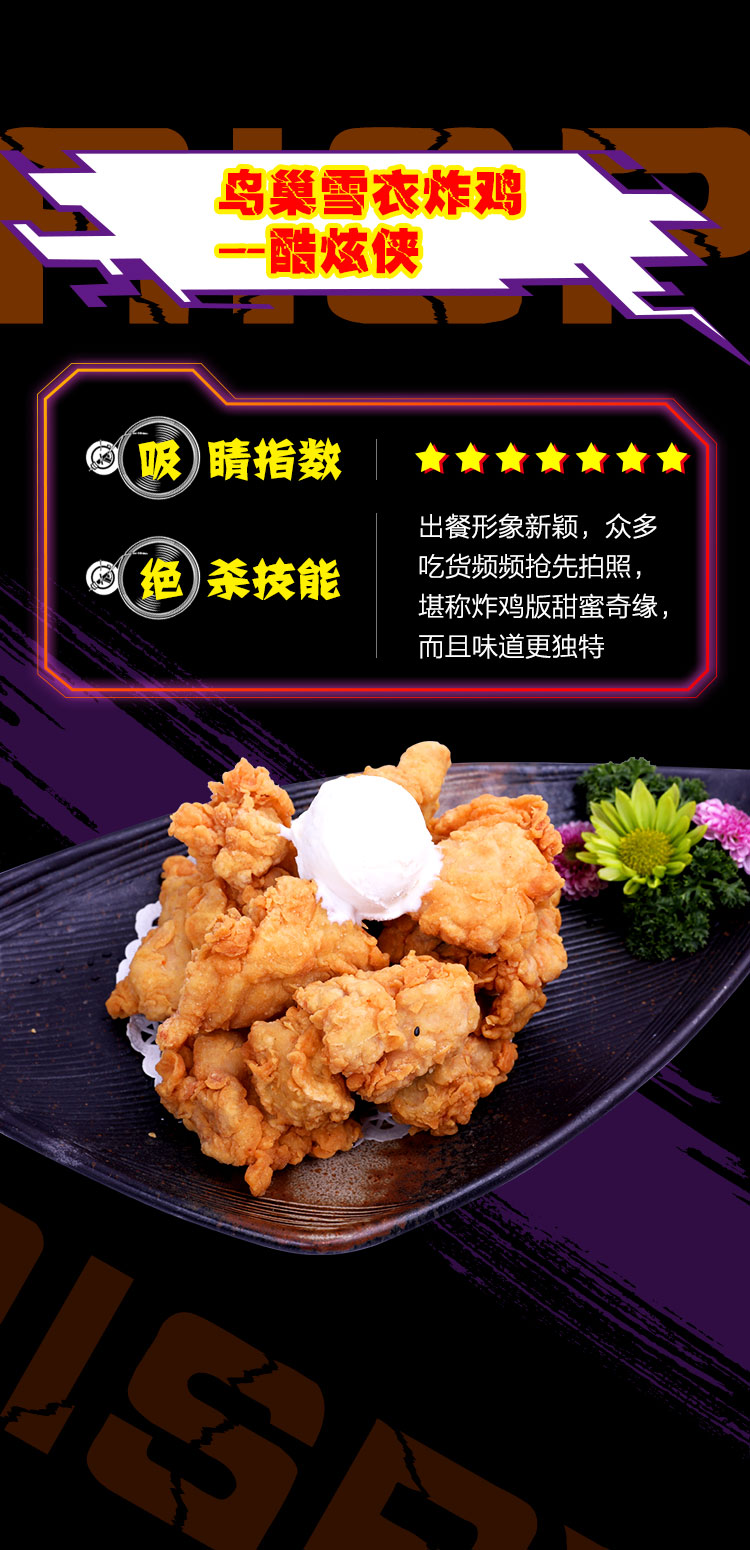 鸟巢雪衣炸鸡
--酷炫侠
吸睛指数
绝杀技能
出餐形象新颖，众多
吃货频频抢先拍照，
堪称炸鸡版甜蜜奇缘，
而且味道更独特